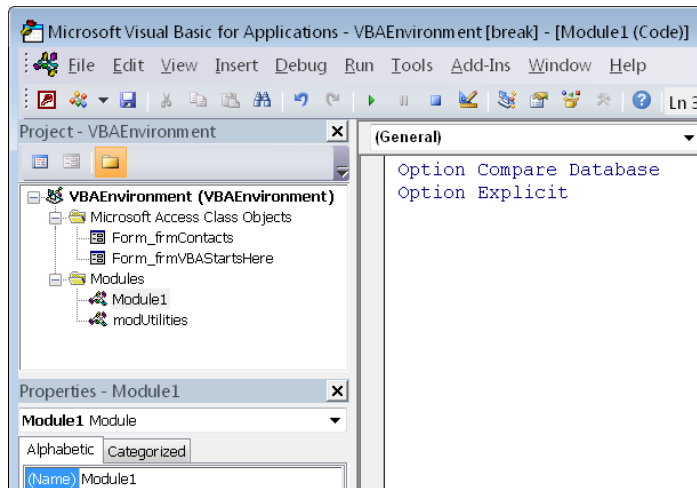 Microsoft Visual Basic for Applications - VBAEnvironment [break] - [Module1 (Code)]
File Edit View Insert Debug Run Tools Add-Ins Window Help
Ln 3
Project - VBAEnvironment
(General)
VBAEnvironment (VBAEnvironment)
Microsoft Access Class Objects
Form_frmContacts
Form_frmVBAStartsHere
Modules
Module1
modUtilities
Option Compare Database
Option Explicit
Properties - Module1
Module1 Module
Alphabetic Categorized
(Name) Module1